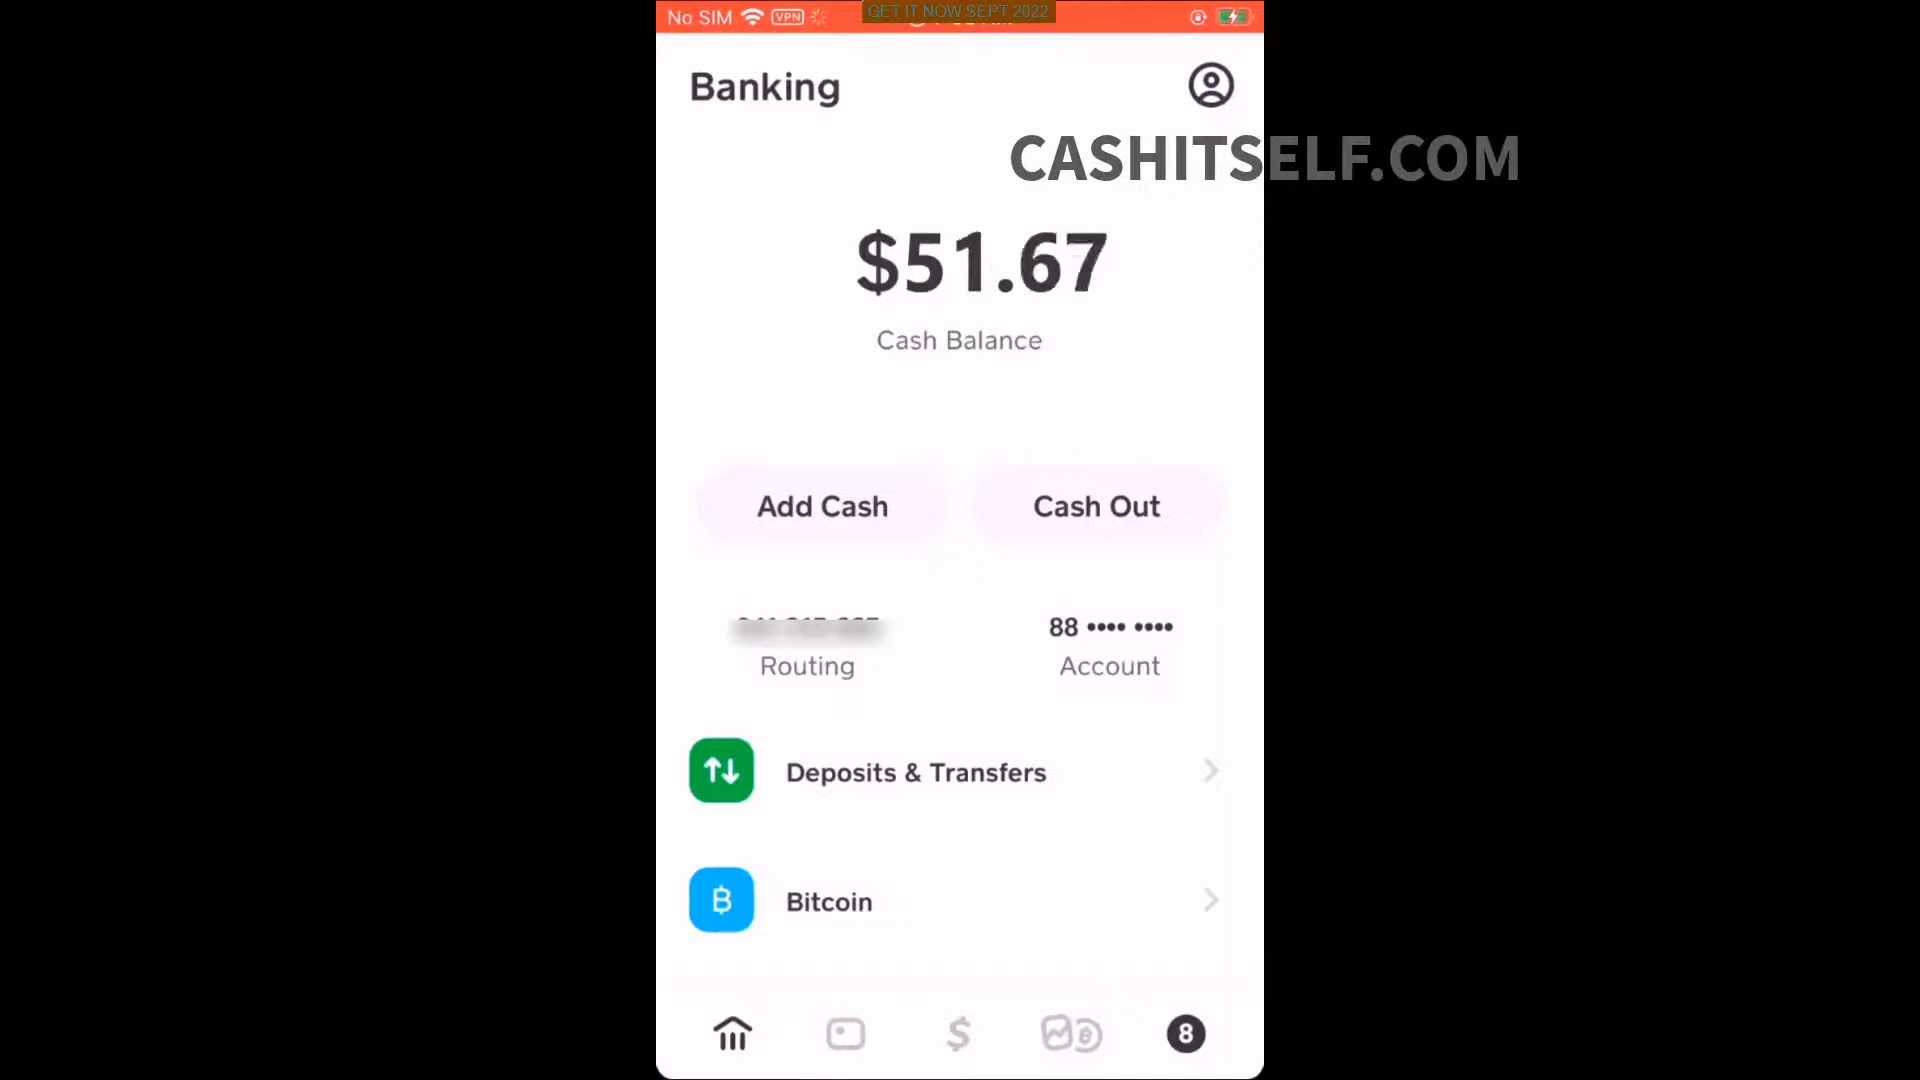 No SIM VPN
GET IT NOW SEPT 2022
Banking
CASHITSELF.COM
$51.67
Cash Balance
Add Cash
Cash Out
88 •••• ••••
Routing
Account
Deposits & Transfers
Bitcoin
8